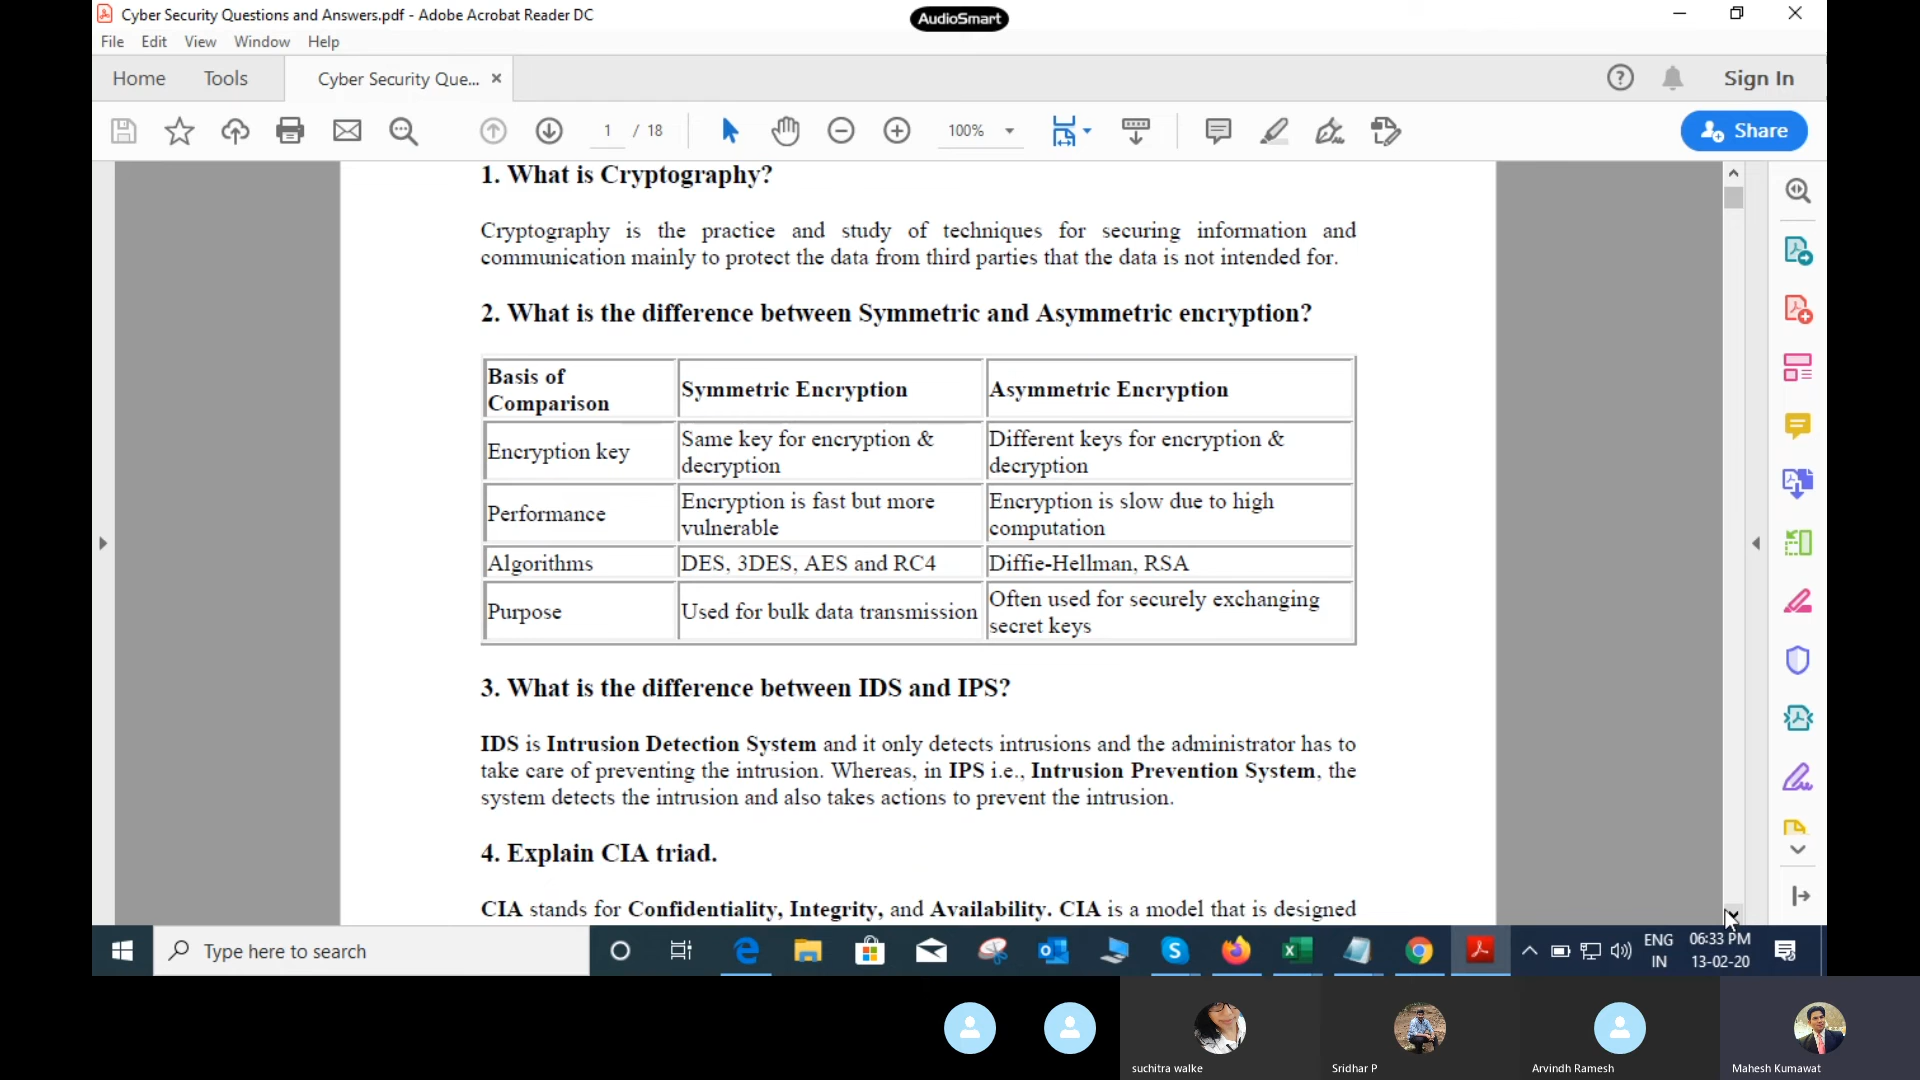 Cyber Security Questions and Answers.pdf - Adobe Acrobat Reader DC
AudioSmart
File Edit View Window Help
Home Tools Cyber Security Que... Sign In
1 / 18 100% Share
1. What is Cryptography?
Cryptography is the practice and study of techniques for securing information and
communication mainly to protect the data from third parties that the data is not intended for.
2. What is the difference between Symmetric and Asymmetric encryption?
Basis of
Comparison
Symmetric Encryption
Asymmetric Encryption
Encryption key
Same key for encryption &
decryption
Different keys for encryption &
decryption
Performance
Encryption is fast but more
vulnerable
Encryption is slow due to high
computation
Algorithms
DES, 3DES, AES and RC4
Diffie-Hellman, RSA
Purpose
Used for bulk data transmission
Often used for securely exchanging
secret keys
3. What is the difference between IDS and IPS?
IDS is Intrusion Detection System and it only detects intrusions and the administrator has to
take care of preventing the intrusion. Whereas, in IPS i.e., Intrusion Prevention System, the
system detects the intrusion and also takes actions to prevent the intrusion.
4. Explain CIA triad.
CIA stands for Confidentiality, Integrity, and Availability. CIA is a model that is designed
Type here to search
ENG
IN
06:33 PM
13-02-20
suchitra walke
Sridhar P
Arvindh Ramesh
Mahesh Kumawat